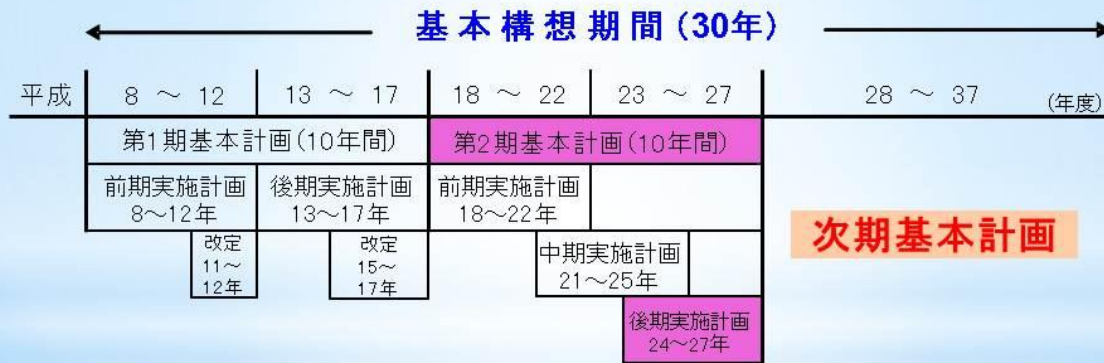 基本構想期間(30年)
平成 8 ～ 12 13 ～ 17 18 ～ 22 23 ～ 27 28 ～ 37 (年度)
第1期基本計画(10年間) 第2期基本計画(10年間)
前期実施計画 後期実施計画 前期実施計画
8～12年 13～17年 18～22年
次期基本計画
改定 改定 中期実施計画
11～ 15～ 21～25年
12年 17年
後期実施計画
24～27年